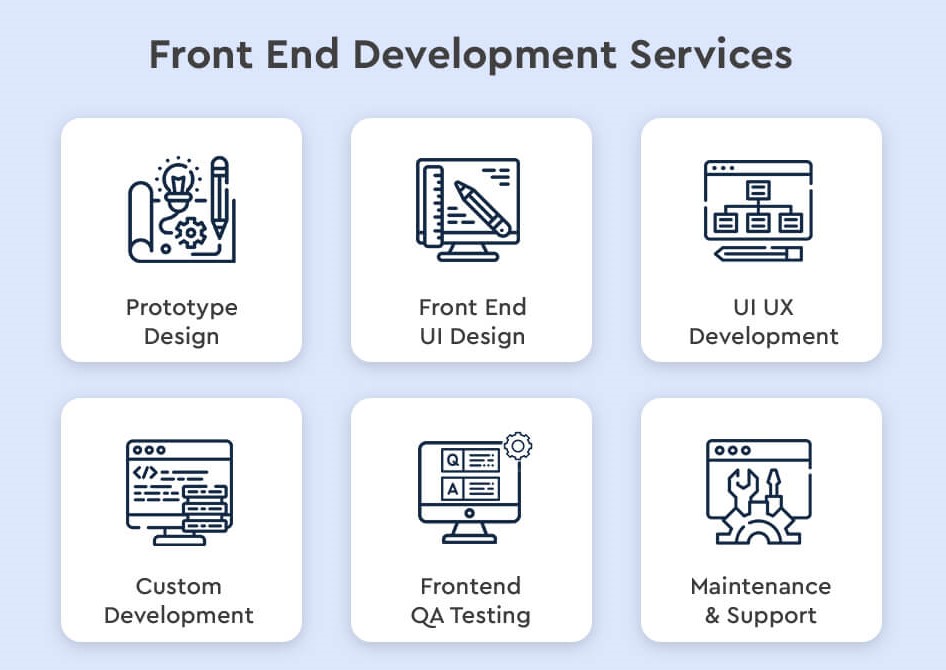 Front End Development Services
Prototype
Design
Front End
UI Design
UI UX
Development
</>
Custom
Development
Q
A
Frontend
QA Testing
Maintenance
& Support